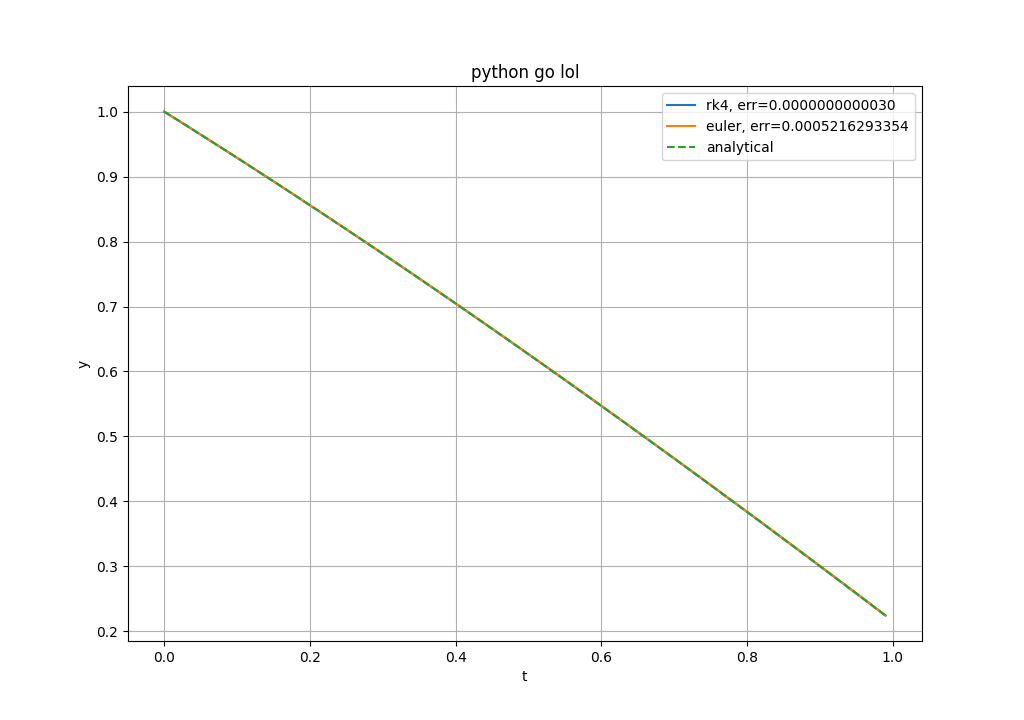 python go lol
rk4, err=0.0000000000030
euler, err=0.0005216293354
analytical
1.0
0.9
0.8
0.7
0.6
0.5
0.4
0.3
0.2
y
0.0 0.2 0.4 0.6 0.8 1.0
t